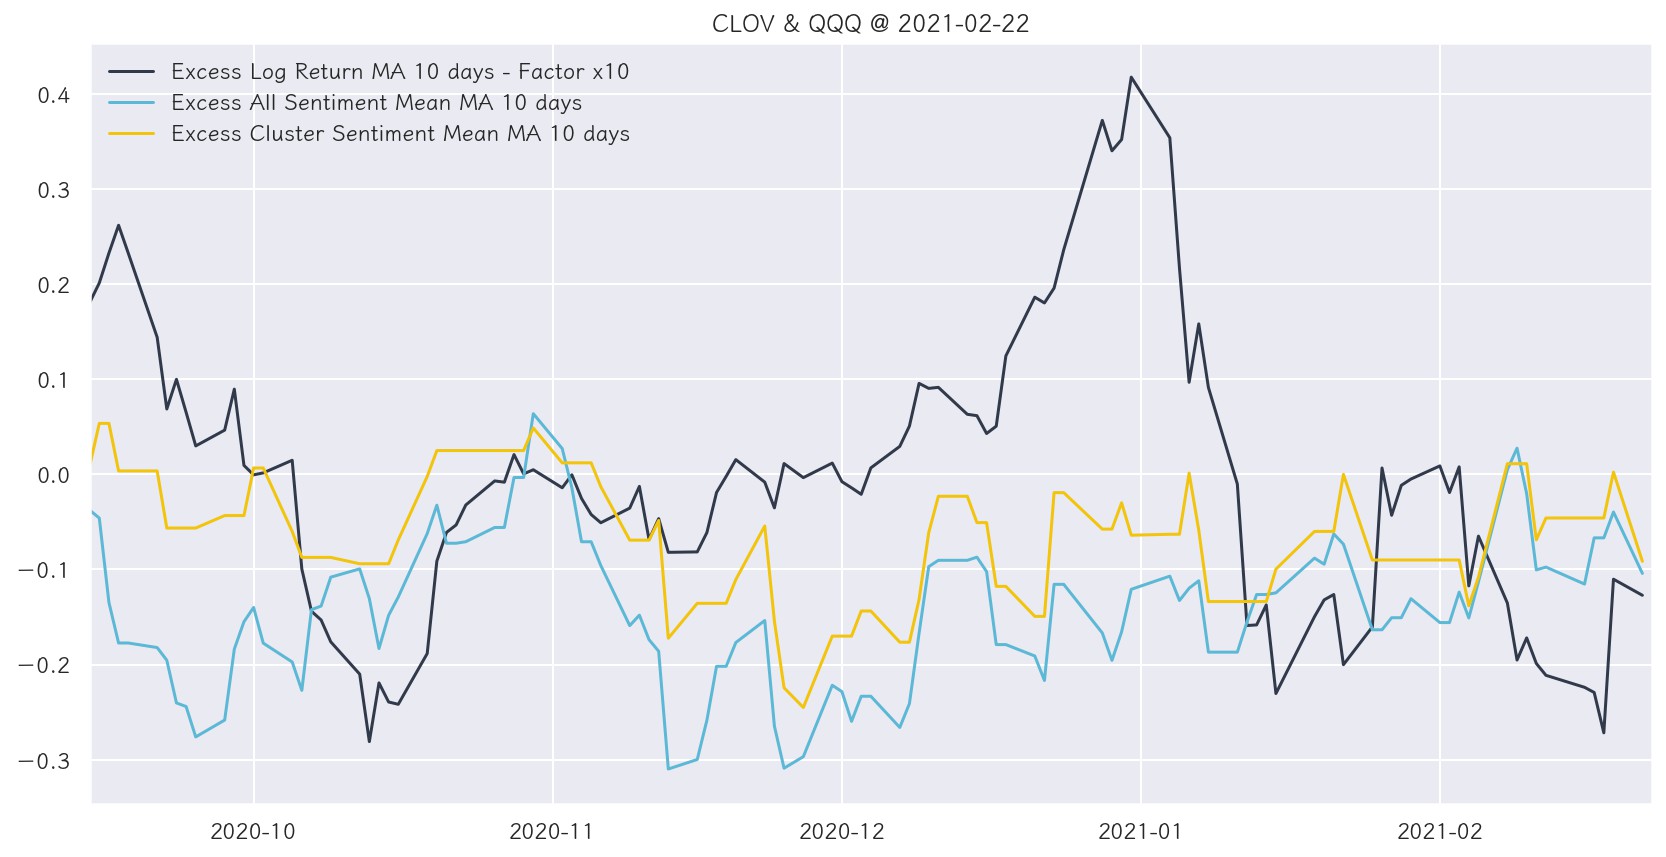 CLOV & QQQ @ 2021-02-22
Excess Log Return MA 10 days - Factor x10
Excess All Sentiment Mean MA 10 days
Excess Cluster Sentiment Mean MA 10 days
0.4
0.3
0.2
0.1
0.0
−0.1
−0.2
−0.3
2020-10 2020-11 2020-12 2021-01 2021-02